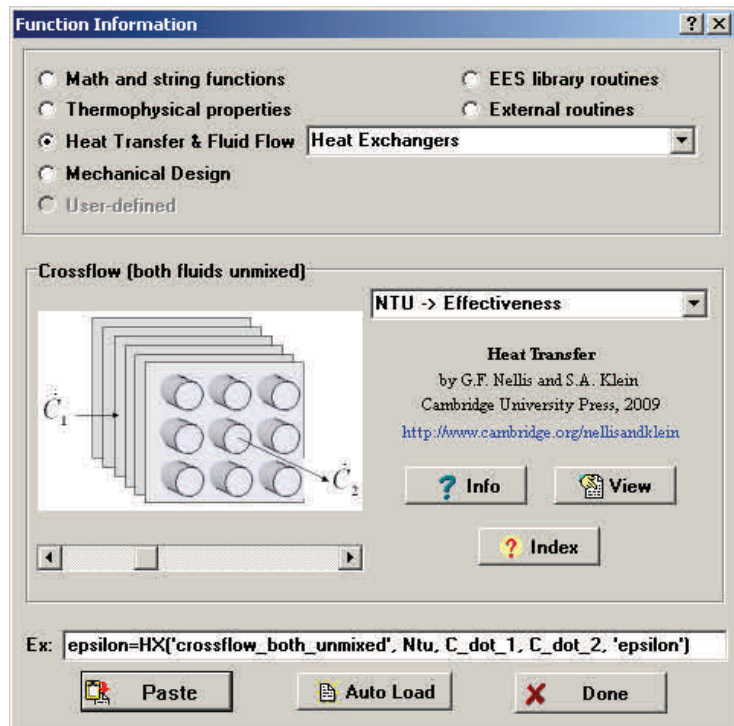 Function Information
Math and string functions
EES library routines
Thermophysical properties
External routines
Heat Transfer & Fluid Flow
Heat Exchangers
Mechanical Design
User-defined
Crossflow (both fluids unmixed)
NTU -> Effectiveness
Heat Transfer
by G.F. Nellis and S.A. Klein
Cambridge University Press, 2009
http://www.cambridge.org/nellisandklein
Ċ1
Ċ2
? Info
View
? Index
Ex: epsilon=HX('crossflow_both_unmixed', Ntu, C_dot_1, C_dot_2, 'epsilon')
Paste
Auto Load
Done